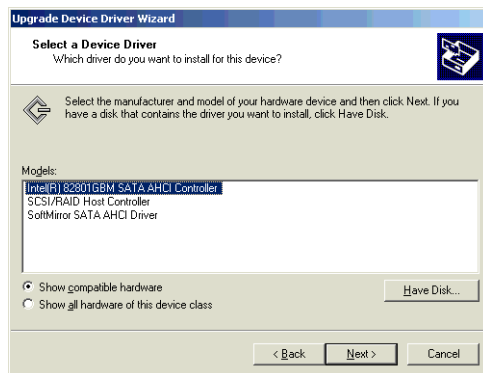 Upgrade Device Driver Wizard
Select a Device Driver
Which driver do you want to install for this device?
Select the manufacturer and model of your hardware device and then click Next. If you
have a disk that contains the driver you want to install, click Have Disk.
Models:
Intel(R) 82801GBM SATA AHCI Controller
SCSI/RAID Host Controller
SoftMirror SATA AHCI Driver
Show compatible hardware
Show all hardware of this device class
Have Disk...
< Back
Next >
Cancel